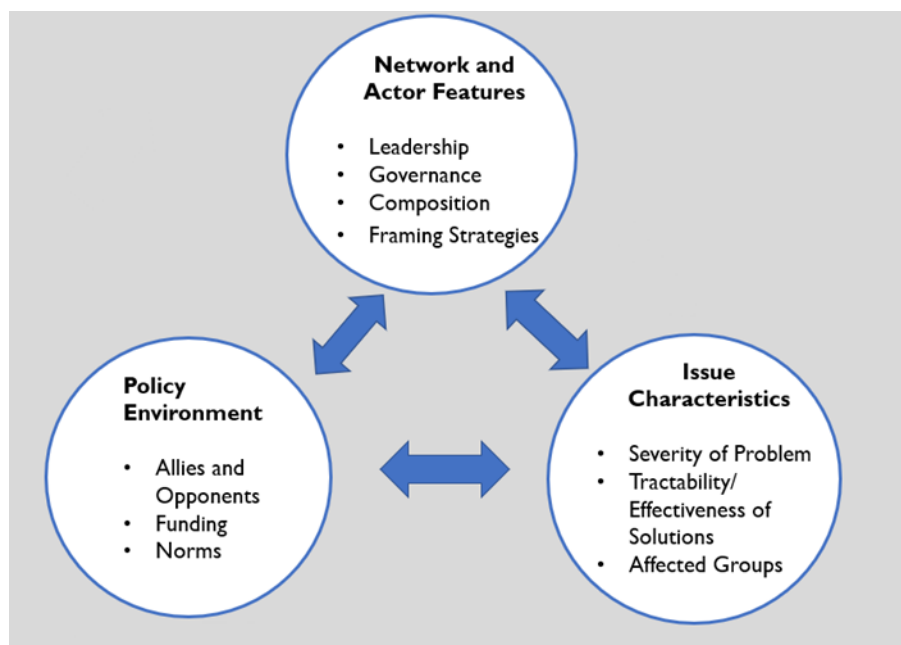 Network and
Actor Features
• Leadership
• Governance
• Composition
• Framing Strategies
Policy
Environment
• Allies and
Opponents
• Funding
• Norms
Issue
Characteristics
• Severity of Problem
• Tractability/
Effectiveness of
Solutions
• Affected Groups